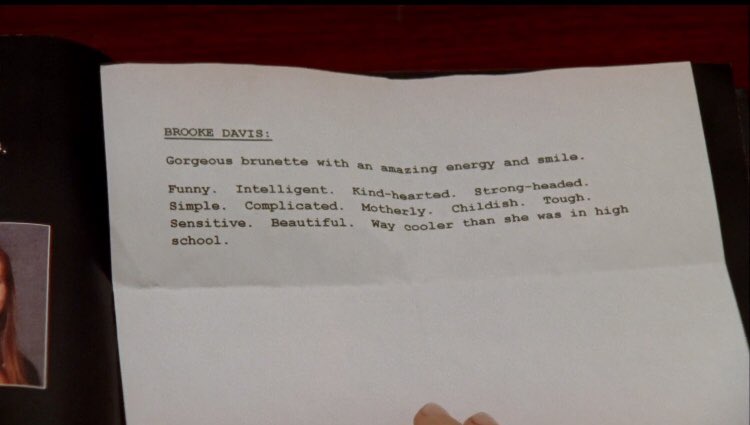 BROOKE DAVIS:
Gorgeous brunette with an amazing energy and smile.
Funny. Intelligent. Kind-hearted. Strong-headed.
Simple. Complicated. Motherly. Childish. Tough.
Sensitive. Beautiful. Way cooler than she was in high
school.